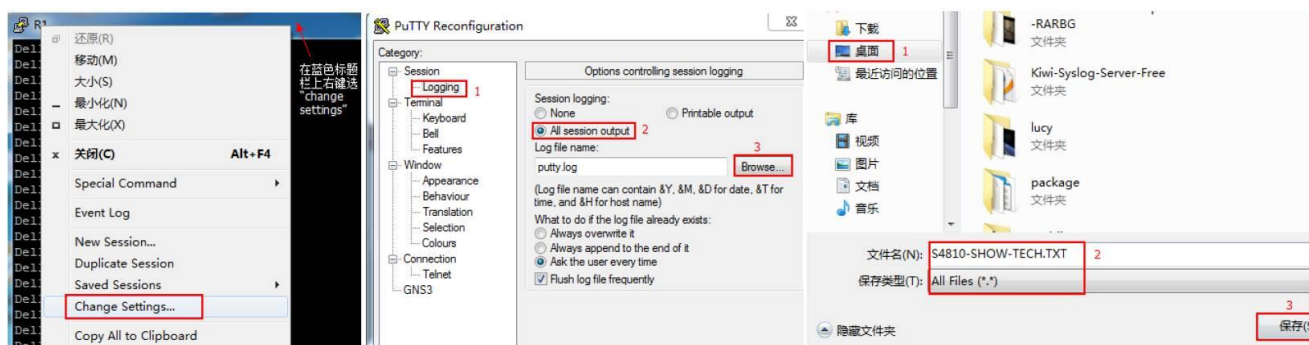 R1
还原(R)
移动(M)
大小(S)
最小化(N)
最大化(X)
关闭(C) Alt+F4
Special Command
Event Log
New Session...
Duplicate Session
Saved Sessions
Change Settings...
Copy All to Clipboard
在蓝色标题
栏上右键选
"change
settings"
PuTTY Reconfiguration
Category:
Session
Logging 1
Terminal
Keyboard
Bell
Features
Window
Appearance
Behaviour
Translation
Selection
Colours
Connection
Telnet
GNS3
Options controlling session logging
Session logging:
None Printable output
All session output 2
Log file name: 3
putty.log Browse...
(Log file name can contain &Y, &M, &D for date, &T for
time, and &H for host name)
What to do if the log file already exists:
Always overwrite it
Always append to the end of it
Ask the user every time
Flush log file frequently
下载
桌面 1
最近访问的位置
库
视频
图片
文档
音乐
-RARBG
文件夹
Kiwi-Syslog-Server-Free
文件夹
lucy
文件夹
package
文件夹
文件名(N): S4810-SHOW-TECH.TXT 2
保存类型(T): All Files (*.*)
3
隐藏文件夹 保存(S